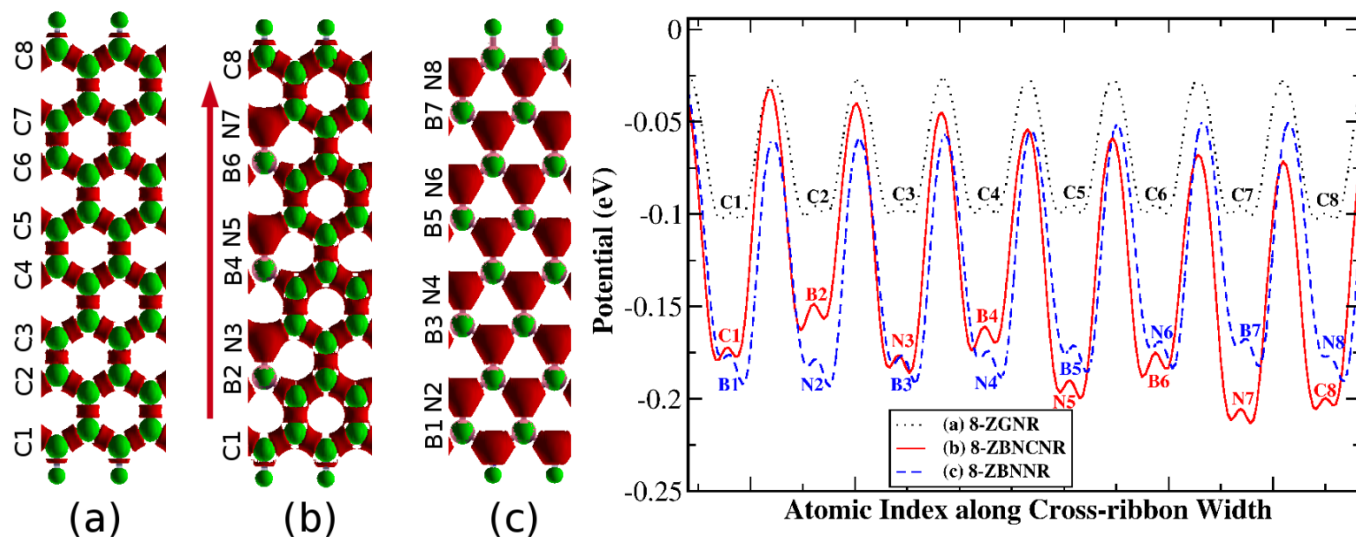 C8
C7
C6
C5
C4
C3
C2
C1
(a)
C8
N7
B6
N5
B4
N3
B2
C1
(b)
N8
B7
N6
B5
N4
B3
N2
B1
(c)
Potential (eV)
0
-0.05
-0.1
-0.15
-0.2
-0.25
C1 C2 C3 C4 C5 C6 C7 C8
C1 B2 N3 B4 N5 B6 N7 C8
B1 N2 B3 N4 B5 N6 B7 N8
(a) 8-ZGNR
(b) 8-ZBNCNR
(c) 8-ZBNNR
Atomic Index along Cross-ribbon Width